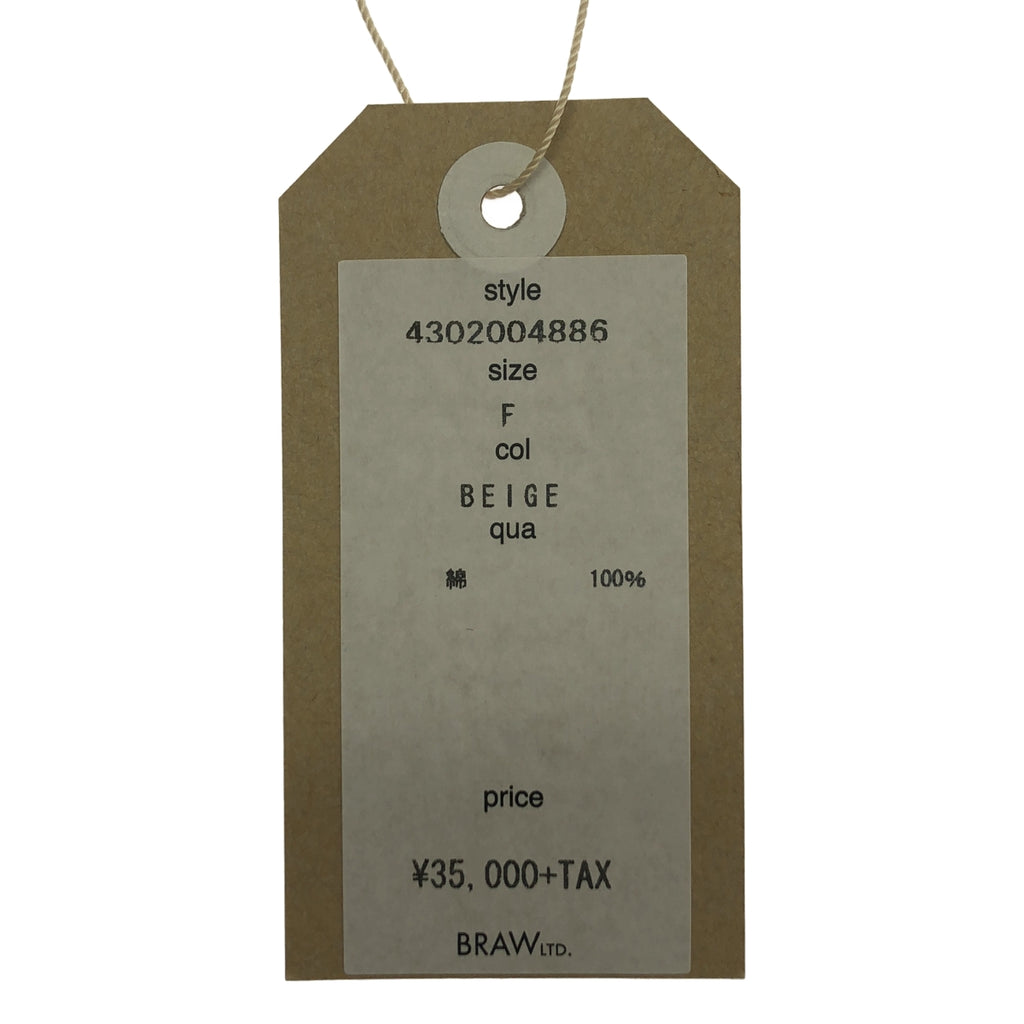 style
4302004886
size
F
col
BEIGE
qua
綿 100%
price
¥35,000+TAX
BRAW LTD.